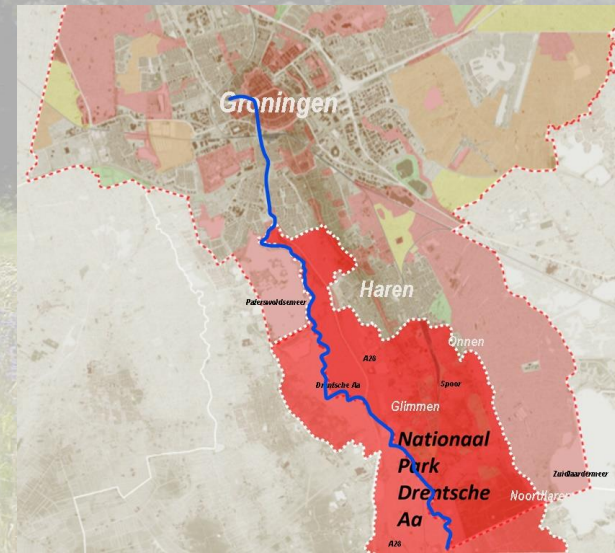 Groningen
Haren
Paterswoldsemeer
Onnen
A28
Drentsche Aa
Spoor
Glimmen
Nationaal
Park
Drentsche
Aa
Zuidlaardermeer
Noordlaren
A28